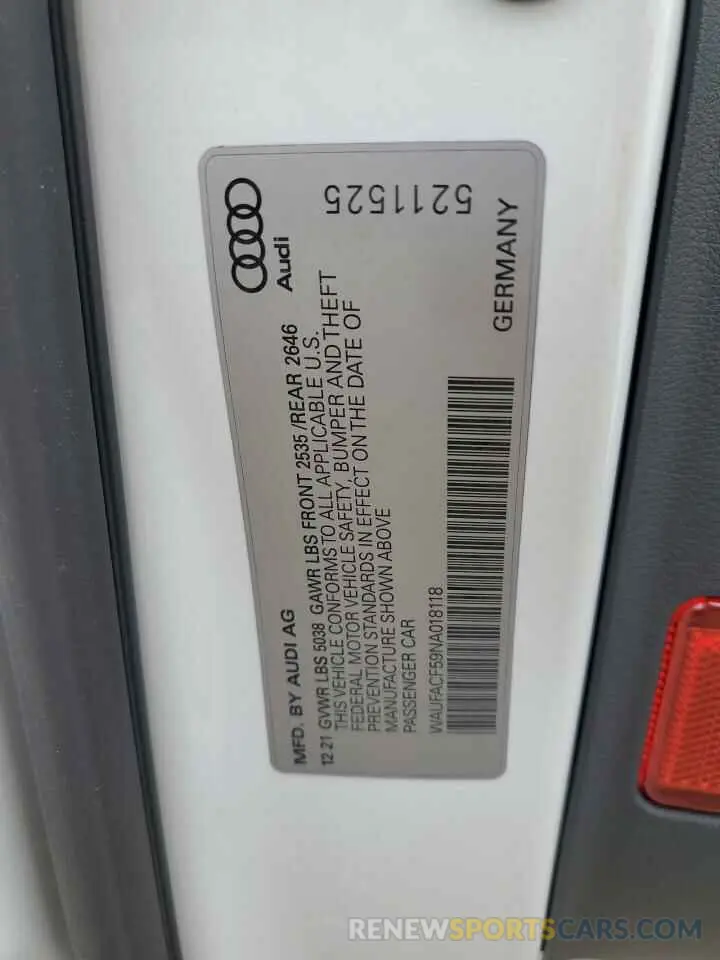 Audi
5211525
MFD. BY AUDI AG
12.21 GVWR LBS 5038 GAWR LBS FRONT 2535 /REAR 2646
THIS VEHICLE CONFORMS TO ALL APPLICABLE U.S.
FEDERAL MOTOR VEHICLE SAFETY, BUMPER AND THEFT
PREVENTION STANDARDS IN EFFECT ON THE DATE OF
MANUFACTURE SHOWN ABOVE
PASSENGER CAR
WAUFACF59NA018118
GERMANY
RENEWSPORTSCARS.COM